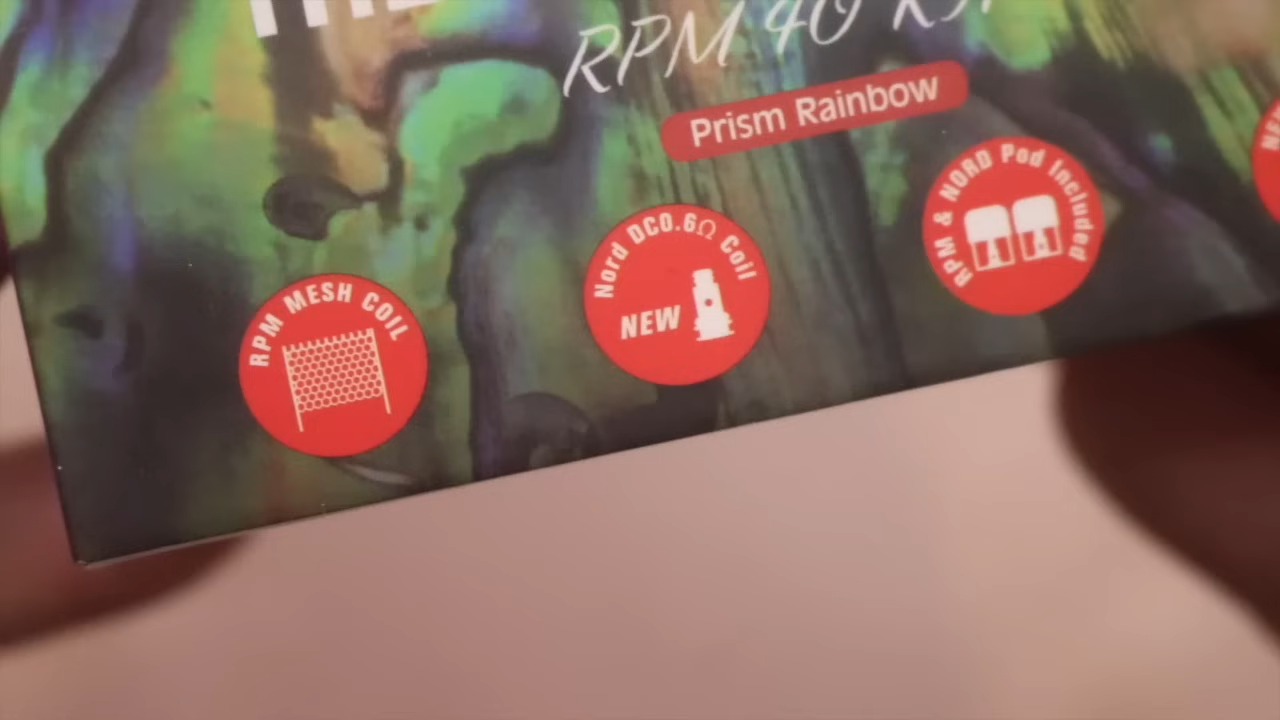 RPM 40
Prism Rainbow
RPM MESH COIL
Nord DC0.6Ω Coil
NEW
RPM & NORD Pod Included